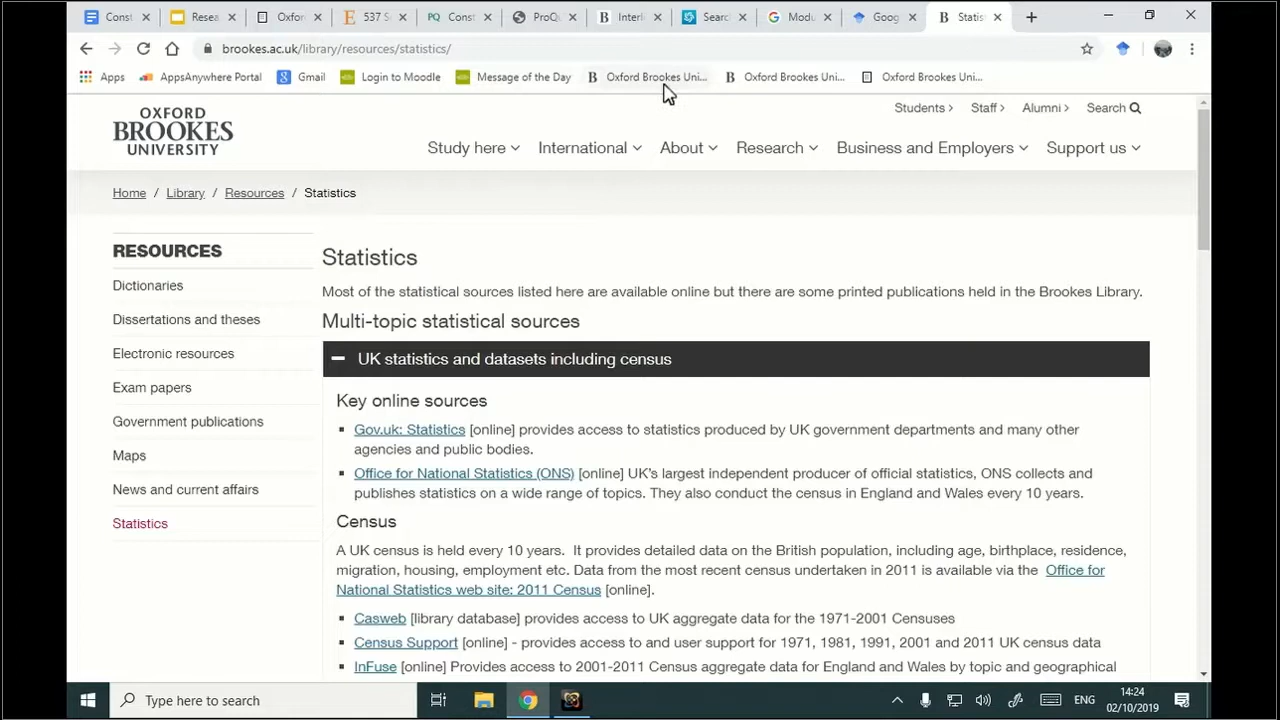 Const
Resea
Oxfor
537 S
Const
ProQu
Interli
Search
Modu
Goog
Statis
brookes.ac.uk/library/resources/statistics/
Apps
AppsAnywhere Portal
Gmail
Login to Moodle
Message of the Day
Oxford Brookes Uni...
Oxford Brookes Uni...
Oxford Brookes Uni...
OXFORD
BROOKES
UNIVERSITY
Students
Staff
Alumni
Search
Study here
International
About
Research
Business and Employers
Support us
Home / Library / Resources / Statistics
RESOURCES
Dictionaries
Dissertations and theses
Electronic resources
Exam papers
Government publications
Maps
News and current affairs
Statistics
Statistics
Most of the statistical sources listed here are available online but there are some printed publications held in the Brookes Library.
Multi-topic statistical sources
UK statistics and datasets including census
Key online sources
Gov.uk: Statistics [online] provides access to statistics produced by UK government departments and many other
agencies and public bodies.
Office for National Statistics (ONS) [online] UK's largest independent producer of official statistics, ONS collects and
publishes statistics on a wide range of topics. They also conduct the census in England and Wales every 10 years.
Census
A UK census is held every 10 years. It provides detailed data on the British population, including age, birthplace, residence,
migration, housing, employment etc. Data from the most recent census undertaken in 2011 is available via the Office for
National Statistics web site: 2011 Census [online].
Casweb [library database] provides access to UK aggregate data for the 1971-2001 Censuses
Census Support [online] - provides access to and user support for 1971, 1981, 1991, 2001 and 2011 UK census data
InFuse [online] Provides access to 2001-2011 Census aggregate data for England and Wales by topic and geographical
Type here to search
ENG
14:24
02/10/2019